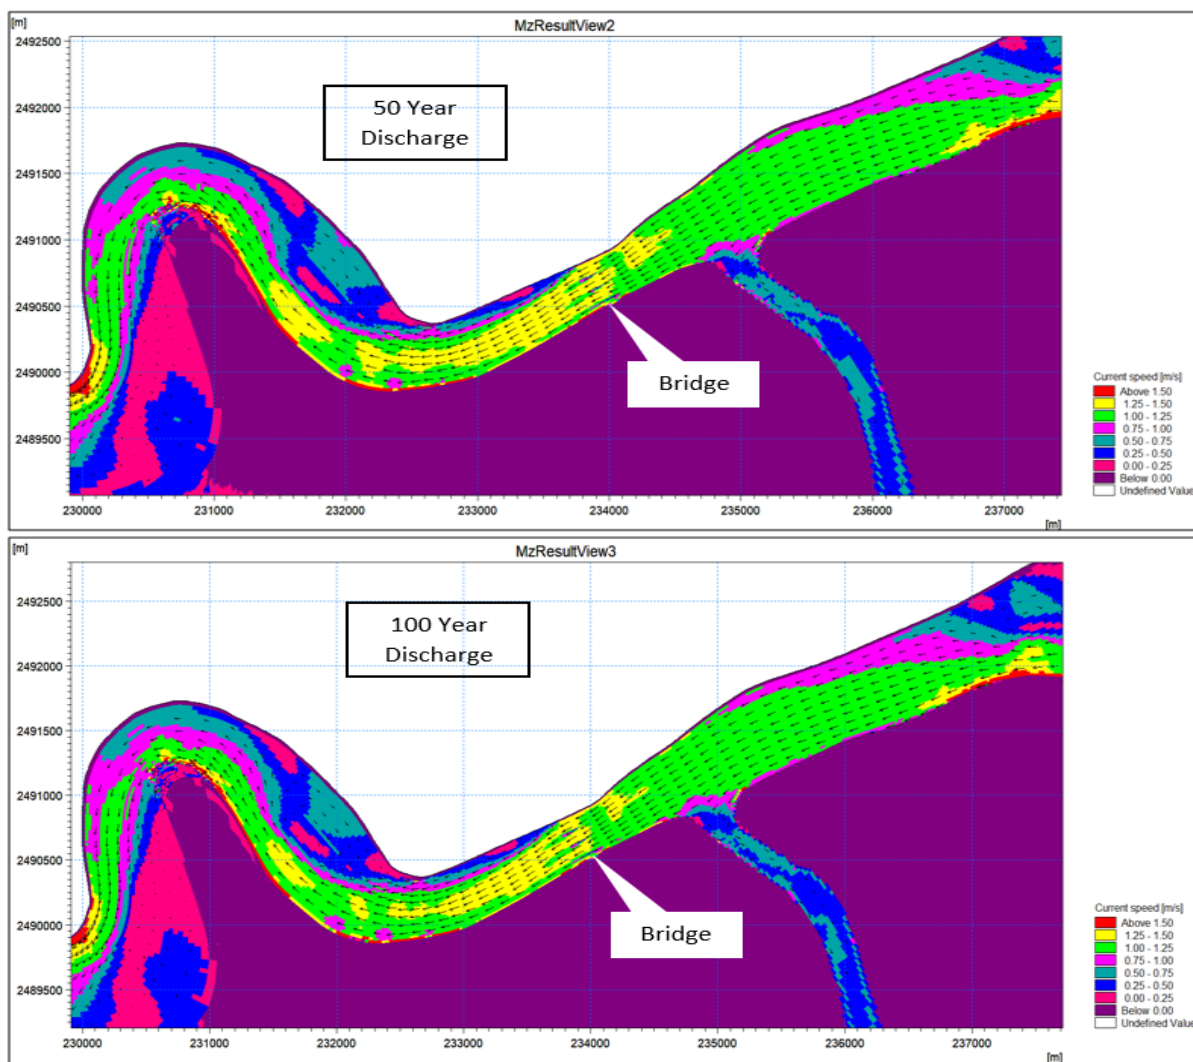 [m]
MzResultView2
2492500
2492000
2491500
2491000
2490500
2490000
2489500
50 Year
Discharge
Bridge
Current speed [m/s]
Above 1.50
1.25 - 1.50
1.00 - 1.25
0.75 - 1.00
0.50 - 0.75
0.25 - 0.50
0.00 - 0.25
Below 0.00
Undefined Value
230000 231000 232000 233000 234000 235000 236000 237000
[m]
[m]
MzResultView3
2492500
2492000
2491500
2491000
2490500
2490000
2489500
100 Year
Discharge
Bridge
Current speed [m/s]
Above 1.50
1.25 - 1.50
1.00 - 1.25
0.75 - 1.00
0.50 - 0.75
0.25 - 0.50
0.00 - 0.25
Below 0.00
Undefined Value
230000 231000 232000 233000 234000 235000 236000 237000
[m]